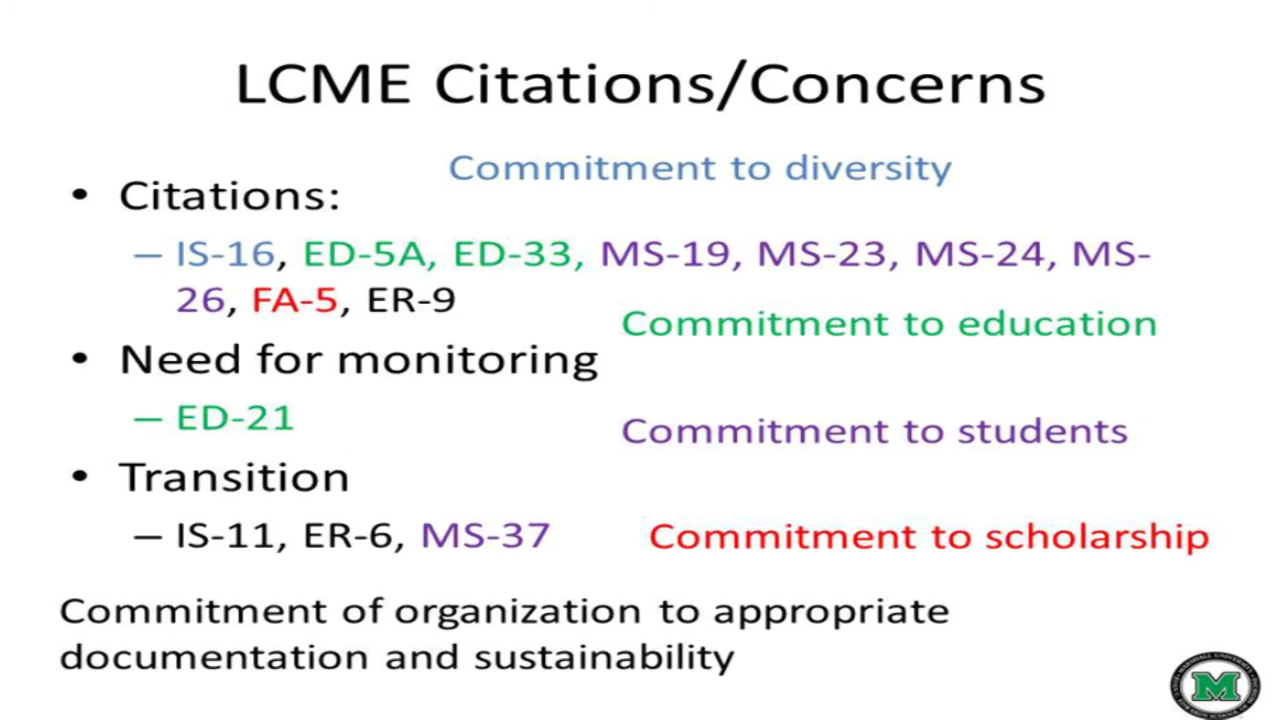 LCME Citations/Concerns
Commitment to diversity
• Citations:
– IS-16, ED-5A, ED-33, MS-19, MS-23, MS-24, MS-
26, FA-5, ER-9
Commitment to education
• Need for monitoring
– ED-21
Commitment to students
• Transition
– IS-11, ER-6, MS-37
Commitment to scholarship
Commitment of organization to appropriate
documentation and sustainability
M